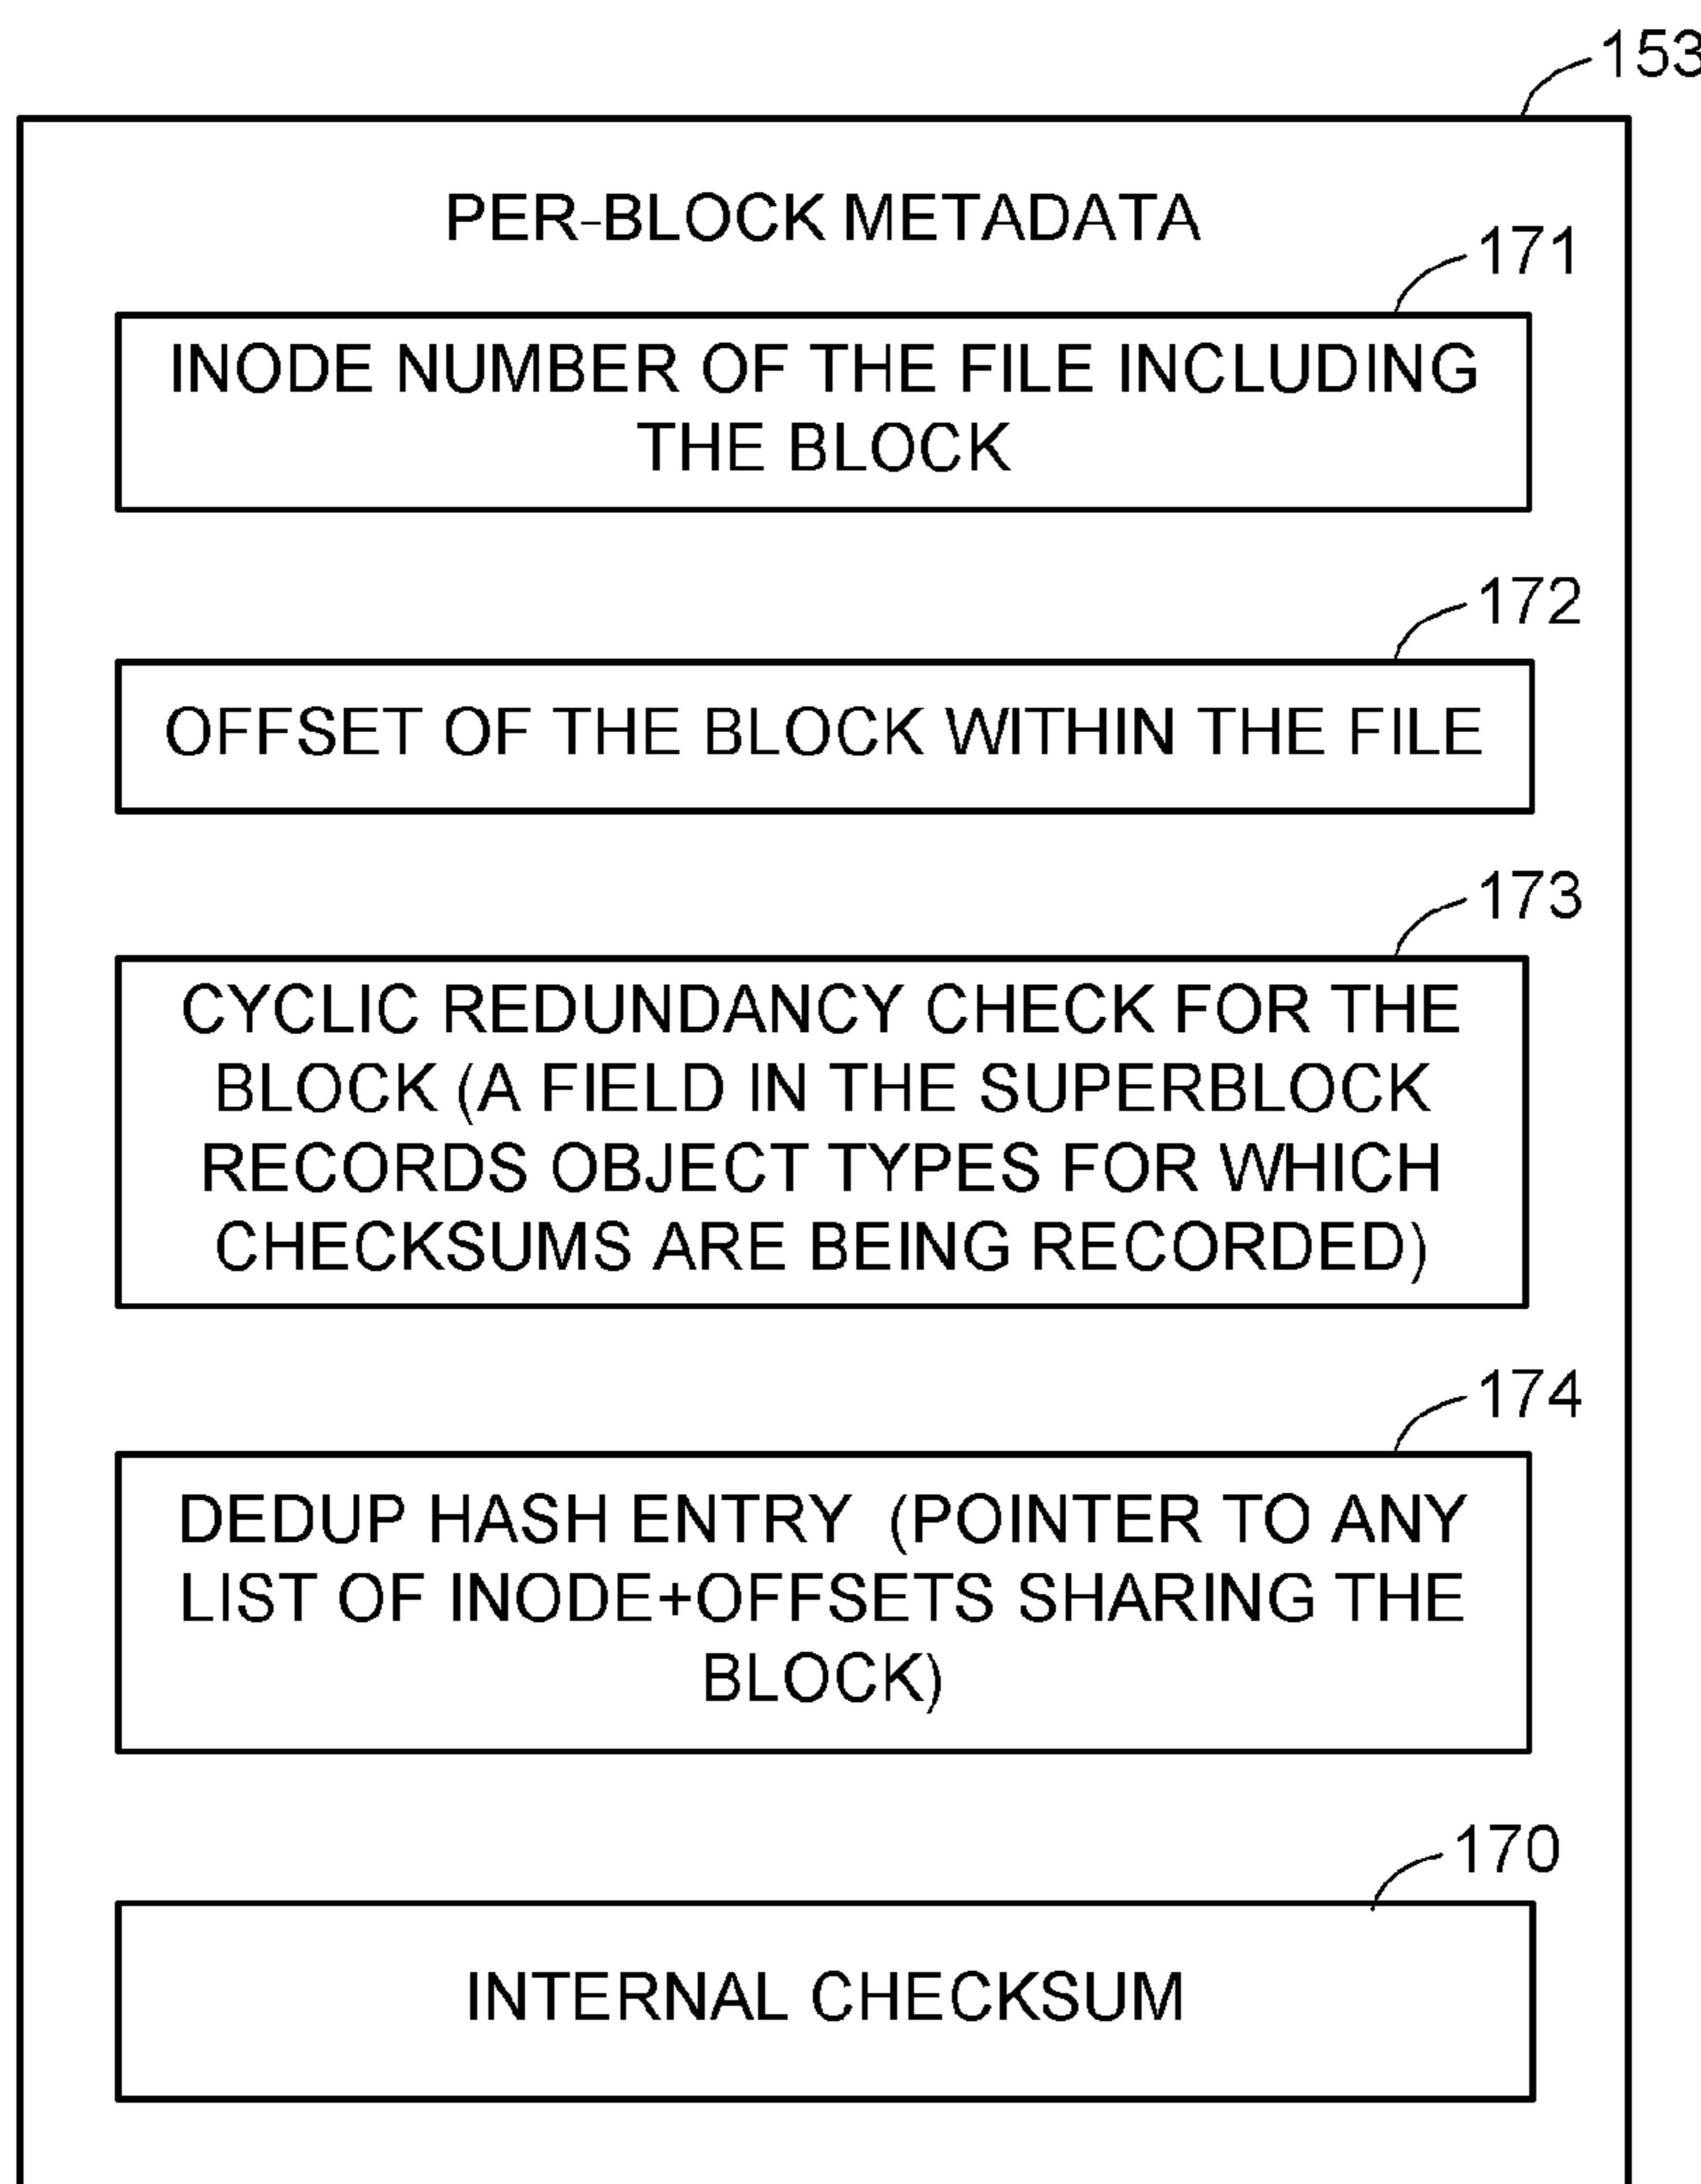 153
PER-BLOCK METADATA
171
INODE NUMBER OF THE FILE INCLUDING
THE BLOCK
172
OFFSET OF THE BLOCK WITHIN THE FILE
173
CYCLIC REDUNDANCY CHECK FOR THE
BLOCK (A FIELD IN THE SUPERBLOCK
RECORDS OBJECT TYPES FOR WHICH
CHECKSUMS ARE BEING RECORDED)
174
DEDUP HASH ENTRY (POINTER TO ANY
LIST OF INODE+OFFSETS SHARING THE
BLOCK)
170
INTERNAL CHECKSUM